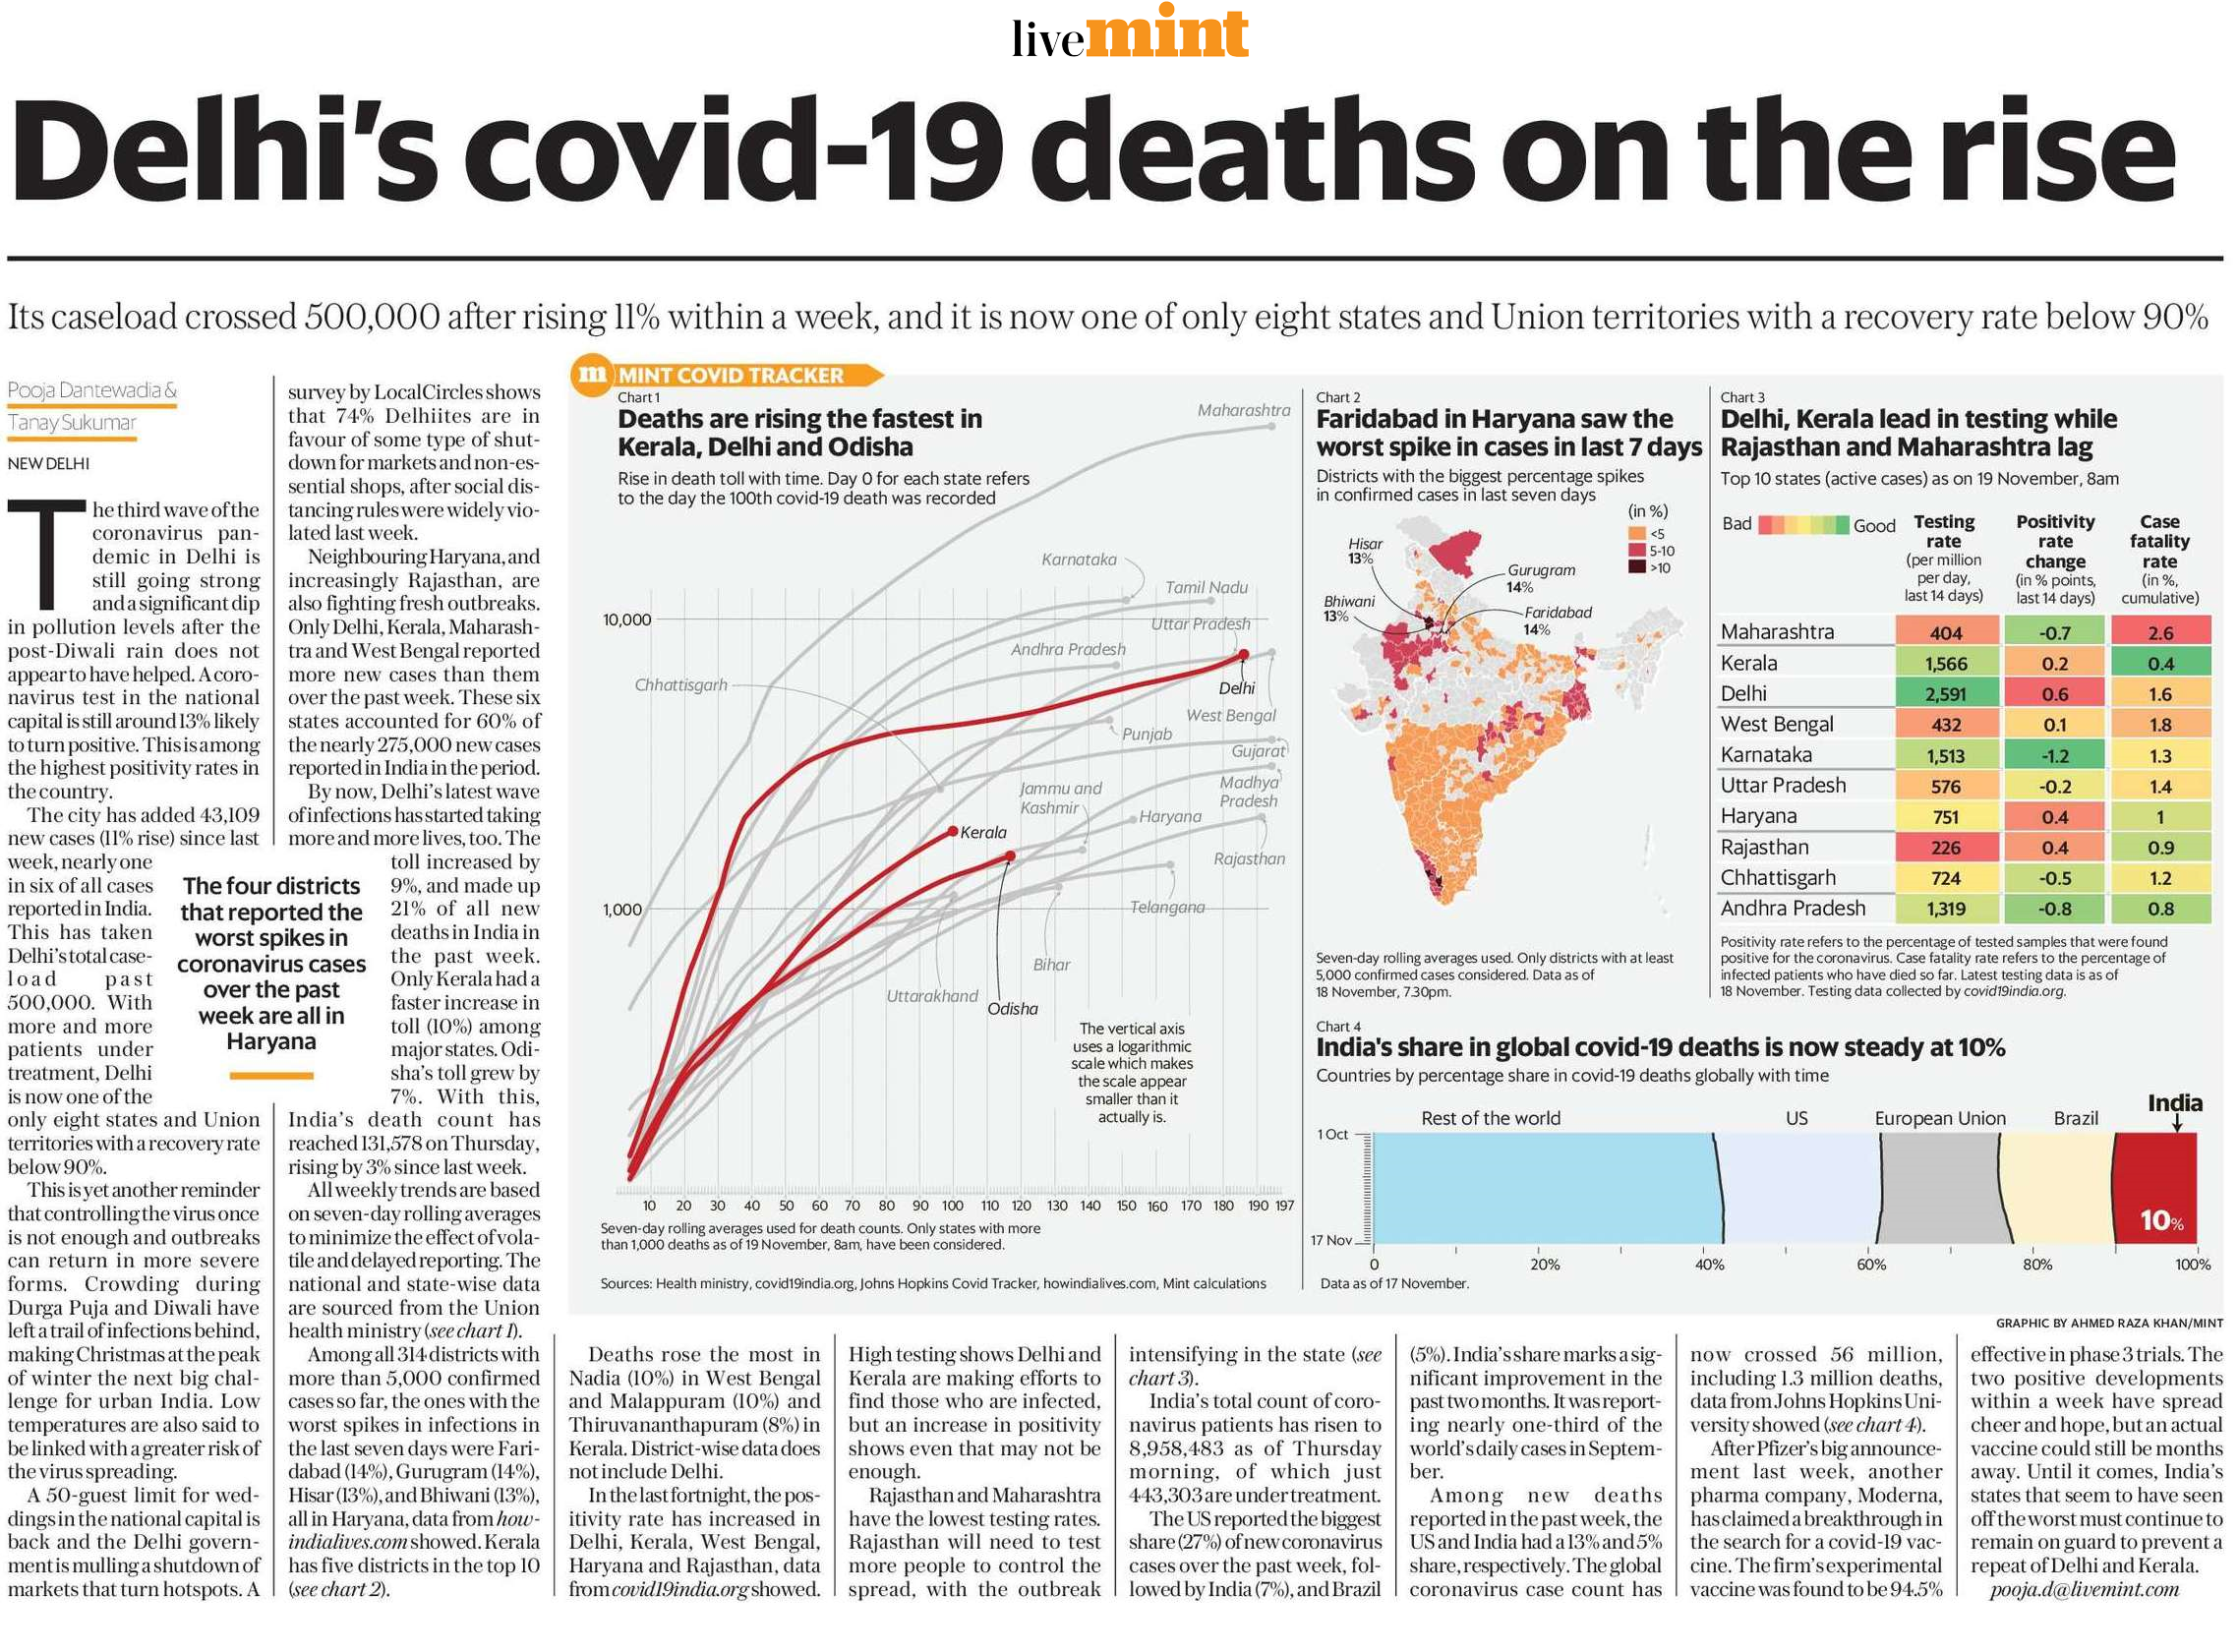 livemint
Delhi's covid-19 deaths on the rise
Its caseload crossed 500,000 after rising 11% within a week, and it is now one of only eight states and Union territories with a recovery rate below 90%
Pooja Dantewadia &
Tanay Sukumar
NEW DELHI
The third wave of the
coronavirus pan-
demic in Delhi is
still going strong
and a significant dip
in pollution levels after the
post-Diwali rain does not
appear to have helped. A coro-
navirus test in the national
capital is still around 13% likely
to turn positive. This is among
the highest positivity rates in
the country.
The city has added 43,109
new cases (11% rise) since last
week, nearly one
in six of all cases
reported in India.
This has taken
Delhi's total case-
load past
500,000. With
more and more
patients under
treatment, Delhi
is now one of the
only eight states and Union
territories with a recovery rate
below 90%.
This is yet another reminder
that controlling the virus once
is not enough and outbreaks
can return in more severe
forms. Crowding during
Durga Puja and Diwali have
left a trail of infections behind,
making Christmas at the peak
of winter the next big chal-
lenge for urban India. Low
temperatures are also said to
be linked with a greater risk of
the virus spreading.
A 50-guest limit for wed-
dings in the national capital is
back and the Delhi govern-
ment is mulling a shutdown of
markets that turn hotspots. A
survey by LocalCircles shows
that 74% Delhiites are in
favour of some type of shut-
down for markets and non-es-
sential shops, after social dis-
tancing rules were widely vio-
lated last week.
Neighbouring Haryana, and
increasingly Rajasthan, are
also fighting fresh outbreaks.
Only Delhi, Kerala, Maharash-
tra and West Bengal reported
more new cases than them
over the past week. These six
states accounted for 60% of
the nearly 275,000 new cases
reported in India in the period.
By now, Delhi's latest wave
of infections has started taking
more and more lives, too. The
toll increased by
9%, and made up
21% of all new
deaths in India in
the past week.
Only Kerala had a
faster increase in
toll (10%) among
major states. Odi-
sha's toll grew by
7%. With this,
India's death count has
reached 131,578 on Thursday,
rising by 3% since last week.
All weekly trends are based
on seven-day rolling averages
to minimize the effect of vola-
tile and delayed reporting. The
national and state-wise data
are sourced from the Union
health ministry (see chart 1).
Among all 314 districts with
more than 5,000 confirmed
cases so far, the ones with the
worst spikes in infections in
the last seven days were Fari-
dabad (14%), Gurugram (14%),
Hisar (13%), and Bhiwani (13%),
all in Haryana, data from how-
indialives.com showed. Kerala
has five districts in the top 10
(see chart 2).
The four districts
that reported the
worst spikes in
coronavirus cases
over the past
week are all in
Haryana
m MINT COVID TRACKER
Chart 1
Deaths are rising the fastest in
Kerala, Delhi and Odisha
Rise in death toll with time. Day 0 for each state refers
to the day the 100th covid-19 death was recorded
Maharashtra
Karnataka
Tamil Nadu
10,000
Uttar Pradesh
Andhra Pradesh
Chhattisgarh
Delhi
West Bengal
Punjab
Gujarat
Madhya
Pradesh
Jammu and
Kashmir
Haryana
Kerala
Rajasthan
1,000
Telangana
Bihar
Uttarakhand
Odisha
The vertical axis
uses a logarithmic
scale which makes
the scale appear
smaller than it
actually is.
10 20 30 40 50 60 70 80 90 100 110 120 130 140 150 160 170 180 190 197
Seven-day rolling averages used for death counts. Only states with more
than 1,000 deaths as of 19 November, 8am, have been considered.
Sources: Health ministry, covid19india.org, Johns Hopkins Covid Tracker, howindialives.com, Mint calculations
Chart 2
Faridabad in Haryana saw the
worst spike in cases in last 7 days
Districts with the biggest percentage spikes
in confirmed cases in last seven days
(in %)
<5
5-10
>10
Hisar
13%
Gurugram
14%
Bhiwani
13%
Faridabad
14%
Seven-day rolling averages used. Only districts with at least
5,000 confirmed cases considered. Data as of
18 November, 7.30pm.
Chart 3
Delhi, Kerala lead in testing while
Rajasthan and Maharashtra lag
Top 10 states (active cases) as on 19 November, 8am
Bad Good
Testing
rate
(per million
per day,
last 14 days)
Positivity
rate
change
(in % points,
last 14 days)
Case
fatality
rate
(in %,
cumulative)
Maharashtra 404 -0.7 2.6
Kerala 1,566 0.2 0.4
Delhi 2,591 0.6 1.6
West Bengal 432 0.1 1.8
Karnataka 1,513 -1.2 1.3
Uttar Pradesh 576 -0.2 1.4
Haryana 751 0.4 1
Rajasthan 226 0.4 0.9
Chhattisgarh 724 -0.5 1.2
Andhra Pradesh 1,319 -0.8 0.8
Positivity rate refers to the percentage of tested samples that were found
positive for the coronavirus. Case fatality rate refers to the percentage of
infected patients who have died so far. Latest testing data is as of
18 November. Testing data collected by covid19india.org.
Chart 4
India's share in global covid-19 deaths is now steady at 10%
Countries by percentage share in covid-19 deaths globally with time
Rest of the world US European Union Brazil India
1 Oct
10%
17 Nov
0 20% 40% 60% 80% 100%
Data as of 17 November.
GRAPHIC BY AHMED RAZA KHAN/MINT
Deaths rose the most in
Nadia (10%) in West Bengal
and Malappuram (10%) and
Thiruvananthapuram (8%) in
Kerala. District-wise data does
not include Delhi.
In the last fortnight, the pos-
itivity rate has increased in
Delhi, Kerala, West Bengal,
Haryana and Rajasthan, data
from covid19india.org showed.
High testing shows Delhi and
Kerala are making efforts to
find those who are infected,
but an increase in positivity
shows even that may not be
enough.
Rajasthan and Maharashtra
have the lowest testing rates.
Rajasthan will need to test
more people to control the
spread, with the outbreak
intensifying in the state (see
chart 3).
India's total count of coro-
navirus patients has risen to
8,958,483 as of Thursday
morning, of which just
443,303 are under treatment.
The US reported the biggest
share (27%) of new coronavirus
cases over the past week, fol-
lowed by India (7%), and Brazil
(5%). India's share marks a sig-
nificant improvement in the
past two months. It was report-
ing nearly one-third of the
world's daily cases in Septem-
ber.
Among new deaths
reported in the past week, the
US and India had a 13% and 5%
share, respectively. The global
coronavirus case count has
now crossed 56 million,
including 1.3 million deaths,
data from Johns Hopkins Uni-
versity showed (see chart 4).
After Pfizer's big announce-
ment last week, another
pharma company, Moderna,
has claimed a breakthrough in
the search for a covid-19 vac-
cine. The firm's experimental
vaccine was found to be 94.5%
effective in phase 3 trials. The
two positive developments
within a week have spread
cheer and hope, but an actual
vaccine could still be months
away. Until it comes, India's
states that seem to have seen
off the worst must continue to
remain on guard to prevent a
repeat of Delhi and Kerala.
pooja.d@livemint.com